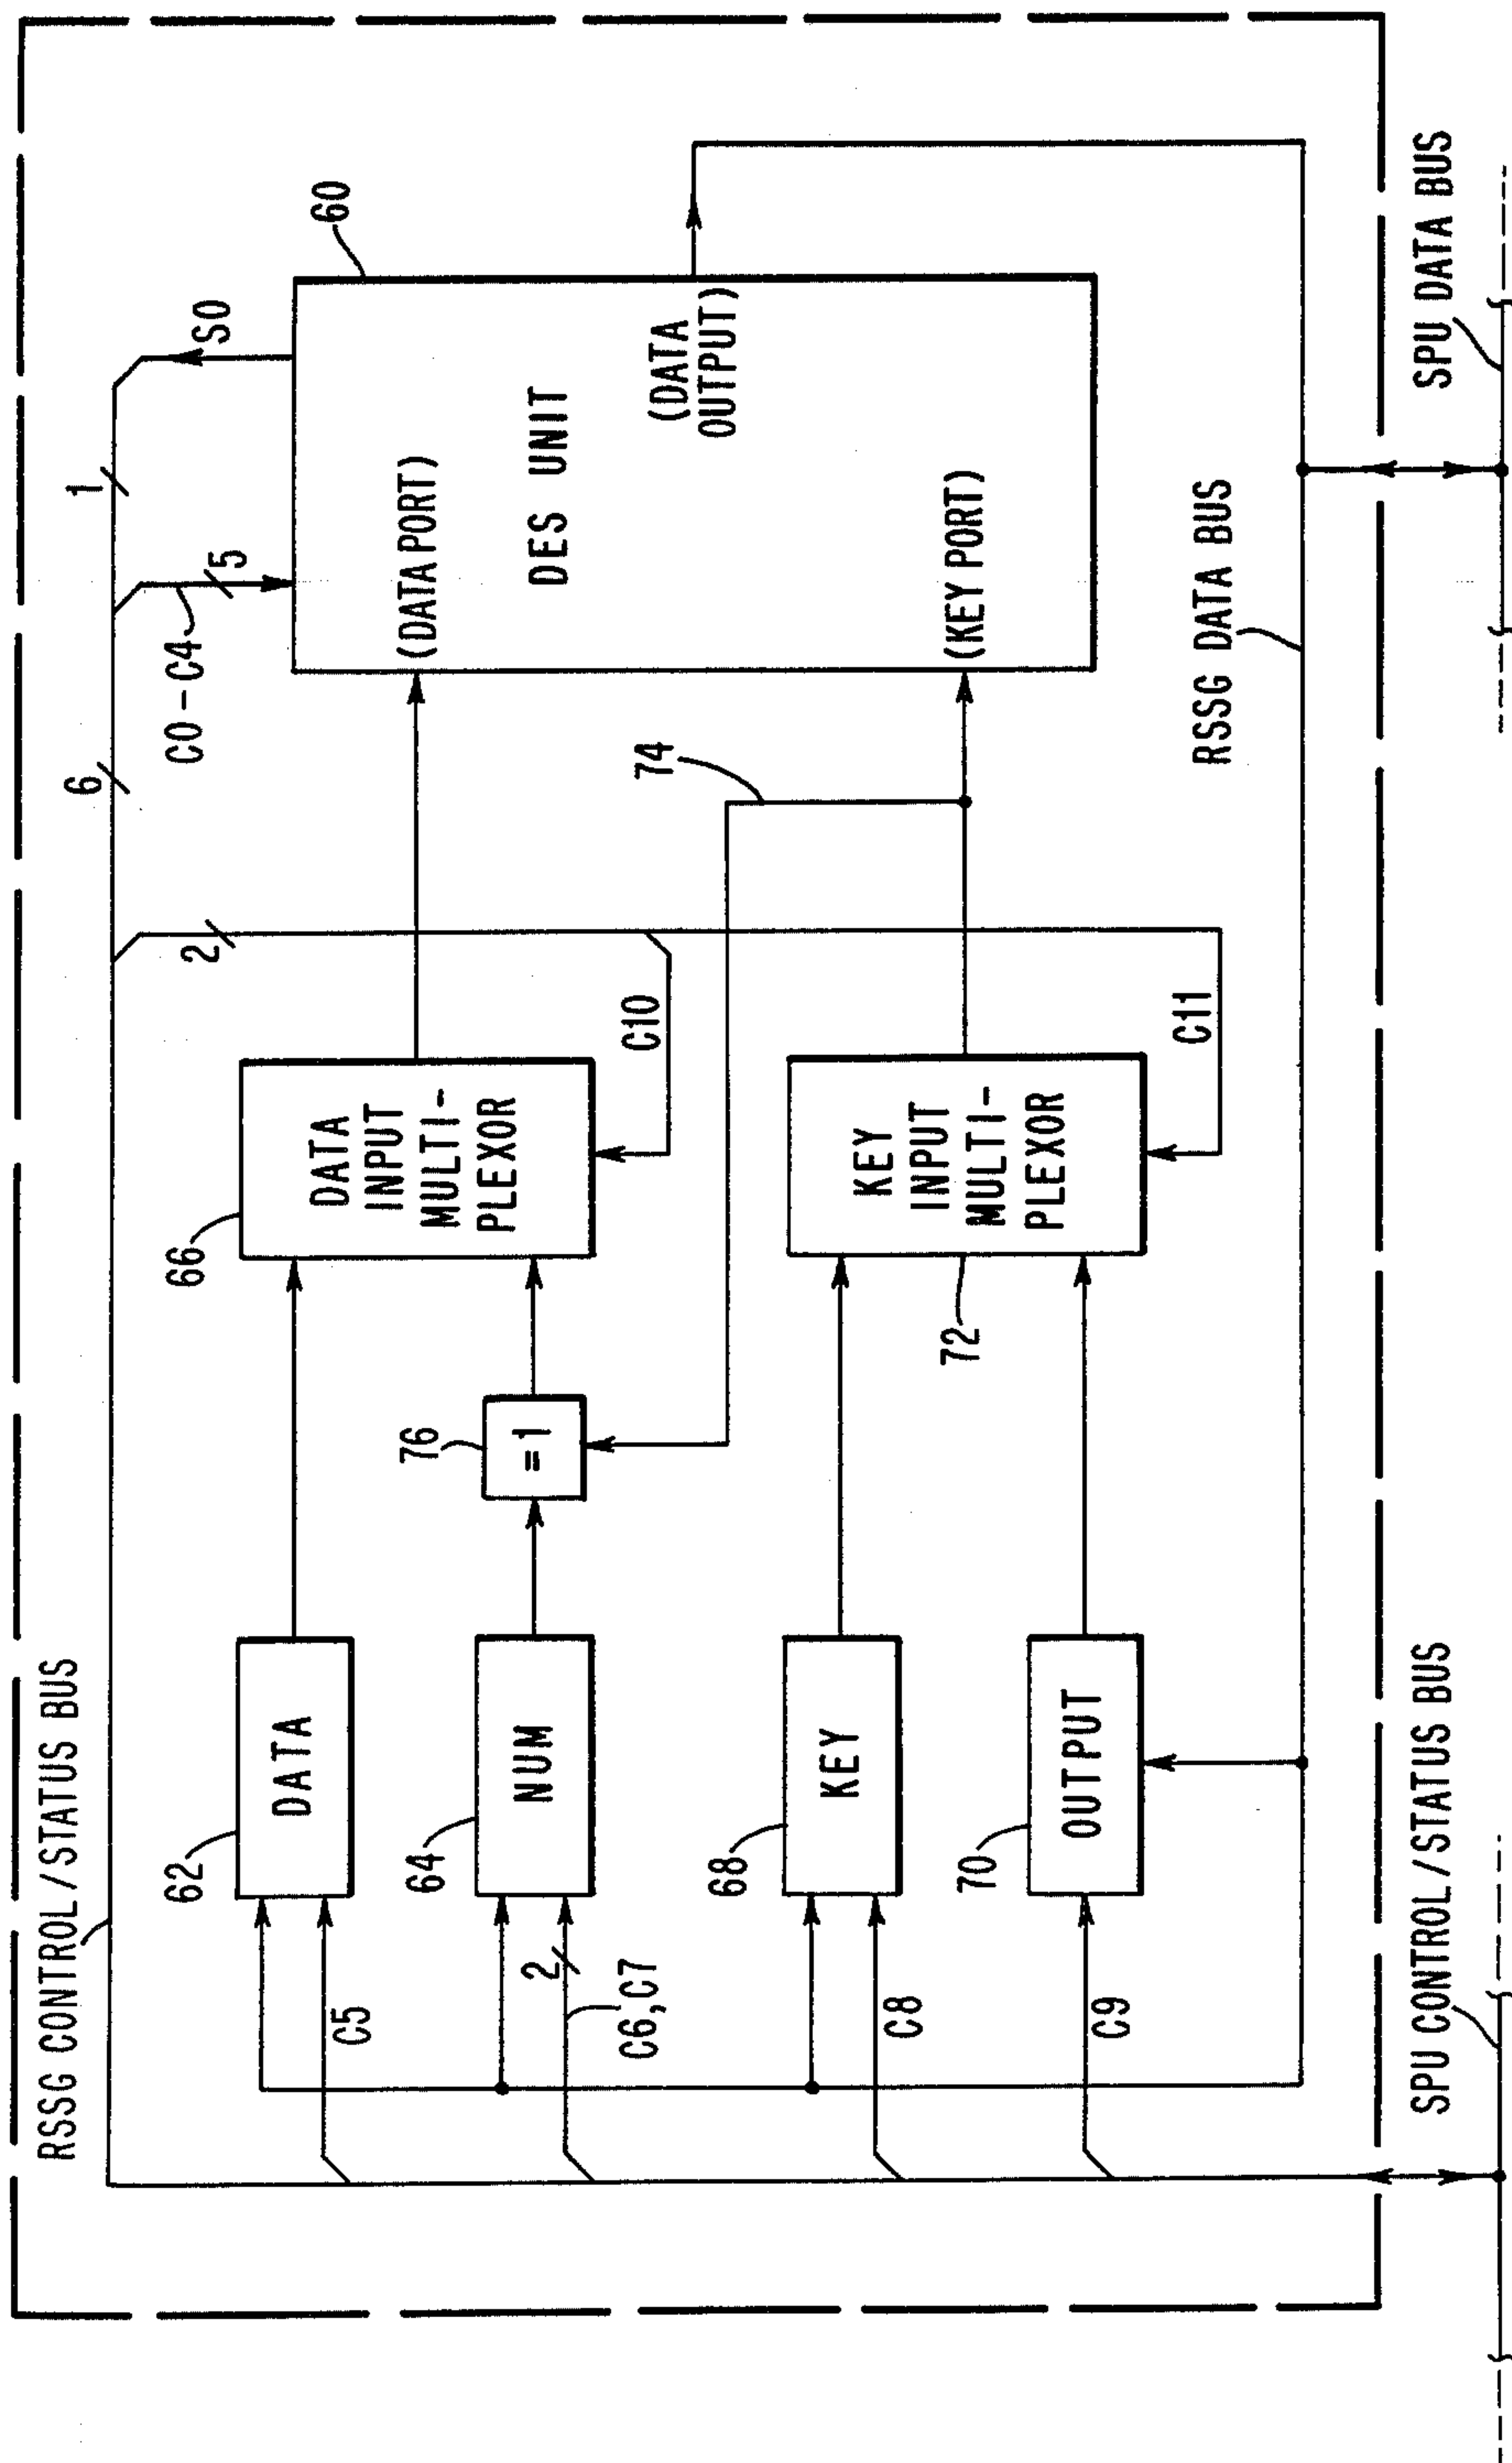 RSSG CONTROL/STATUS BUS
6
1
2
C0-C4
5
S0
60
62
DATA
C5
66
DATA
INPUT
MULTI-
PLEXOR
(DATA PORT)
DES UNIT
(DATA
OUTPUT)
(KEY PORT)
76
=1
64
NUM
2
C6,C7
C10
74
68
KEY
C8
KEY
INPUT
MULTI-
PLEXOR
72
70
OUTPUT
C9
C11
RSSG DATA BUS
SPU CONTROL/STATUS BUS
SPU DATA BUS